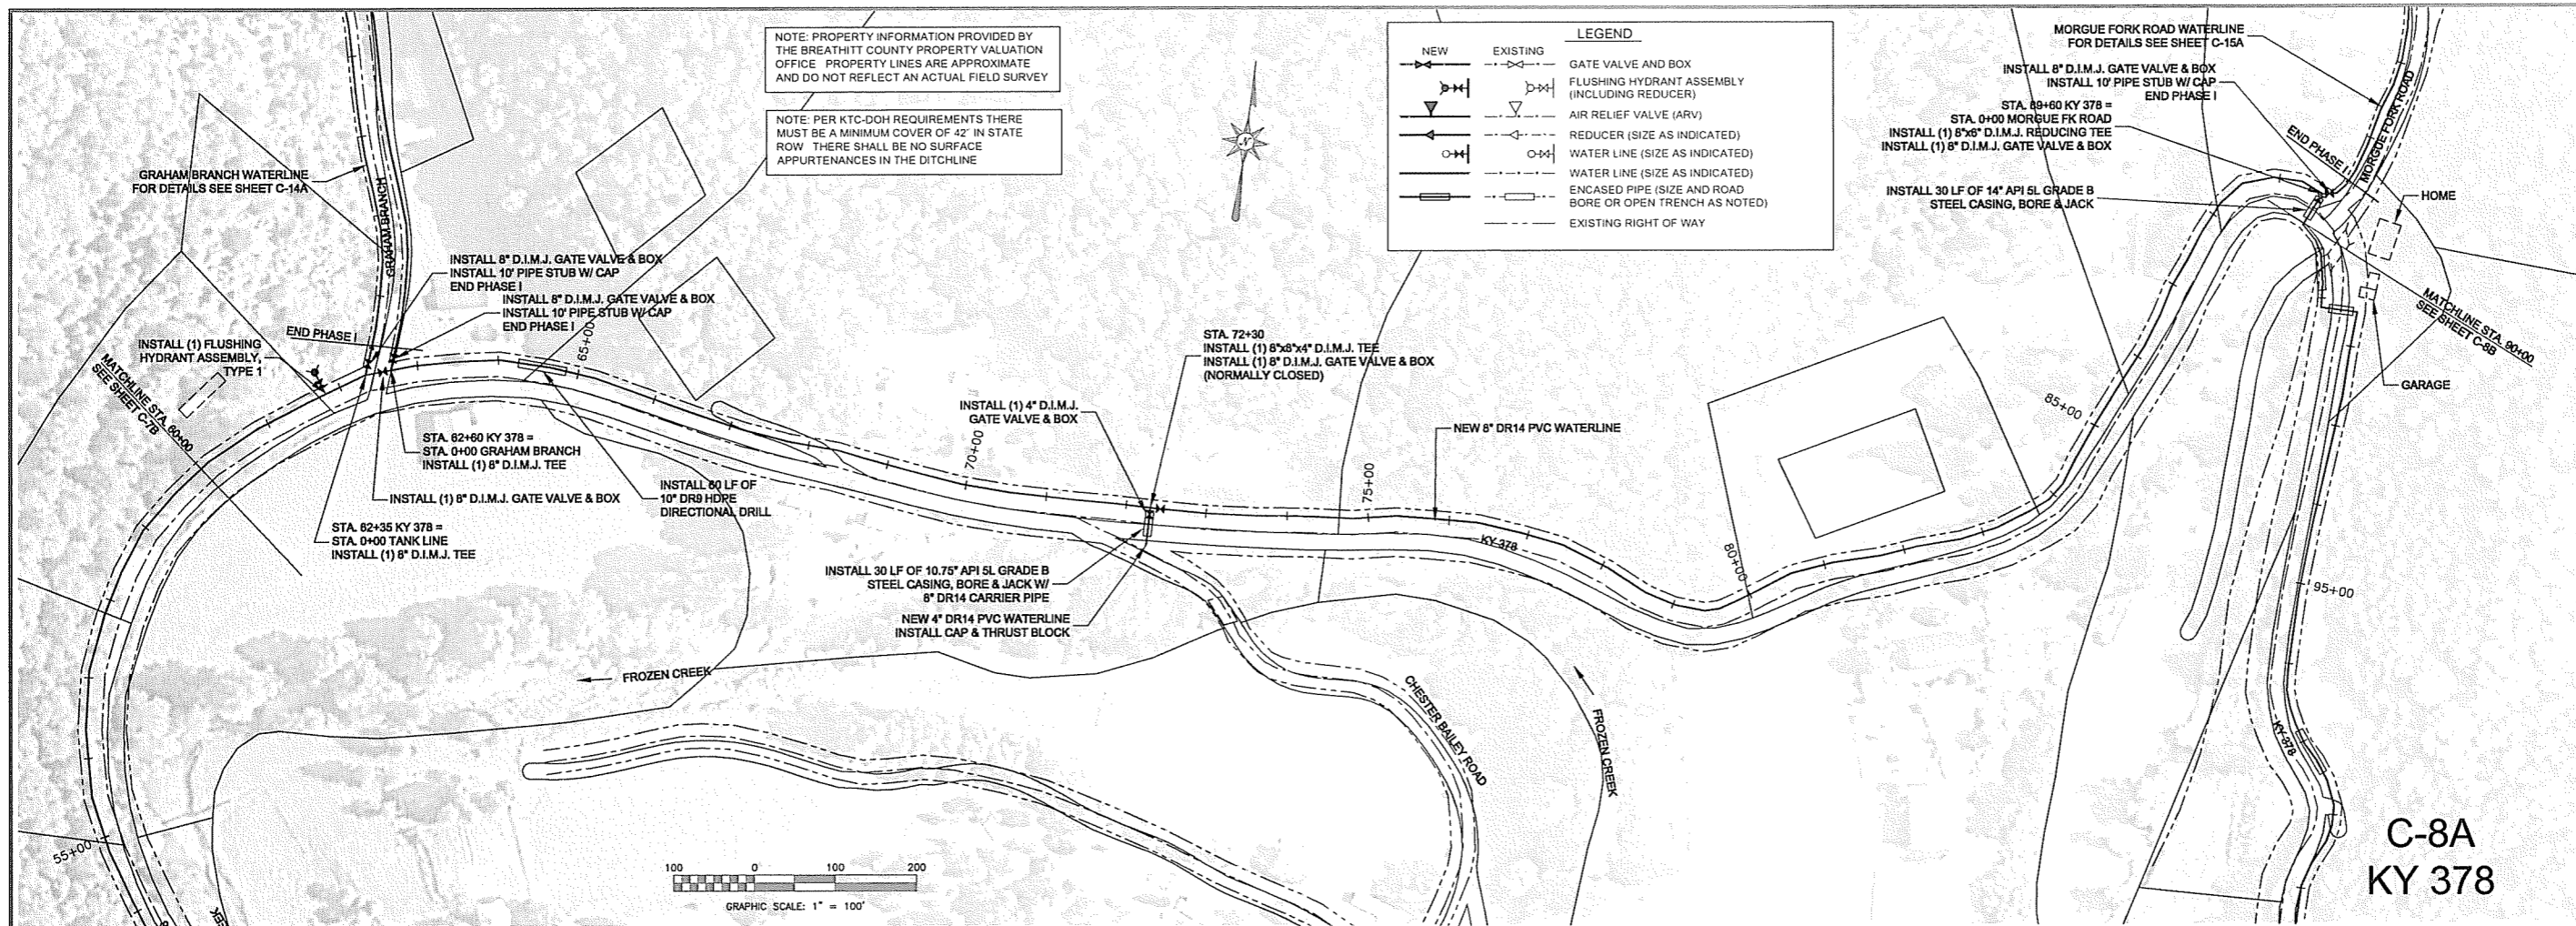 NOTE: PROPERTY INFORMATION PROVIDED BY
THE BREATHITT COUNTY PROPERTY VALUATION
OFFICE PROPERTY LINES ARE APPROXIMATE
AND DO NOT REFLECT AN ACTUAL FIELD SURVEY
NOTE: PER KTC-DOH REQUIREMENTS THERE
MUST BE A MINIMUM COVER OF 42" IN STATE
ROW THERE SHALL BE NO SURFACE
APPURTENANCES IN THE DITCHLINE
LEGEND
NEW EXISTING
GATE VALVE AND BOX
FLUSHING HYDRANT ASSEMBLY
(INCLUDING REDUCER)
AIR RELIEF VALVE (ARV)
REDUCER (SIZE AS INDICATED)
WATER LINE (SIZE AS INDICATED)
WATER LINE (SIZE AS INDICATED)
ENCASED PIPE (SIZE AND ROAD
BORE OR OPEN TRENCH AS NOTED)
EXISTING RIGHT OF WAY
N
GRAHAM BRANCH WATERLINE
FOR DETAILS SEE SHEET C-14A
GRAHAM BRANCH
INSTALL 8" D.I.M.J. GATE VALVE & BOX
INSTALL 10' PIPE STUB W/ CAP
END PHASE I
INSTALL 8" D.I.M.J. GATE VALVE & BOX
INSTALL 10' PIPE STUB W/ CAP
END PHASE I
END PHASE I
INSTALL (1) FLUSHING
HYDRANT ASSEMBLY,
TYPE 1
MATCHLINE STA. 60+00
SEE SHEET C-7B
65+00
STA. 62+60 KY 378 =
STA. 0+00 GRAHAM BRANCH
INSTALL (1) 8" D.I.M.J. TEE
INSTALL (1) 8" D.I.M.J. GATE VALVE & BOX
STA. 62+35 KY 378 =
STA. 0+00 TANK LINE
INSTALL (1) 8" D.I.M.J. TEE
INSTALL 60 LF OF
10" DR9 HDPE
DIRECTIONAL DRILL
70+00
INSTALL (1) 4" D.I.M.J.
GATE VALVE & BOX
STA. 72+30
INSTALL (1) 8"x8"x4" D.I.M.J. TEE
INSTALL (1) 8" D.I.M.J. GATE VALVE & BOX
(NORMALLY CLOSED)
INSTALL 30 LF OF 10.75" API 5L GRADE B
STEEL CASING, BORE & JACK W/
8" DR14 CARRIER PIPE
NEW 4" DR14 PVC WATERLINE
INSTALL CAP & THRUST BLOCK
75+00
NEW 8" DR14 PVC WATERLINE
KY 378
80+00
85+00
MORGUE FORK ROAD WATERLINE
FOR DETAILS SEE SHEET C-15A
INSTALL 8" D.I.M.J. GATE VALVE & BOX
INSTALL 10' PIPE STUB W/ CAP
END PHASE I
STA. 89+60 KY 378 =
STA. 0+00 MORGUE FK ROAD
INSTALL (1) 8"x6" D.I.M.J. REDUCING TEE
INSTALL (1) 8" D.I.M.J. GATE VALVE & BOX
INSTALL 30 LF OF 14" API 5L GRADE B
STEEL CASING, BORE & JACK
END PHASE I
MORGUE FORK ROAD
HOME
MATCHLINE STA. 90+00
SEE SHEET C-8B
GARAGE
95+00
KY 378
FROZEN CREEK
CHESTER BAILEY ROAD
FROZEN CREEK
55+00
100 0 100 200
GRAPHIC SCALE: 1" = 100'
C-8A
KY 378